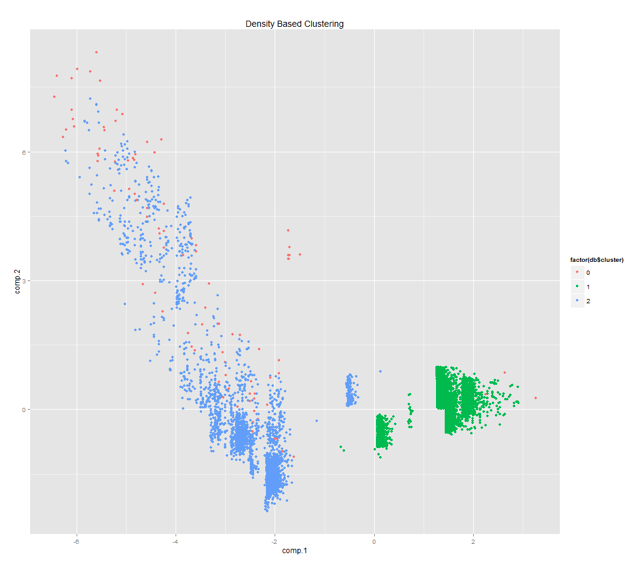 Density Based Clustering
comp.2
6
3
0
-6
-4
-2
0
2
comp.1
factor(db$cluster)
0
1
2